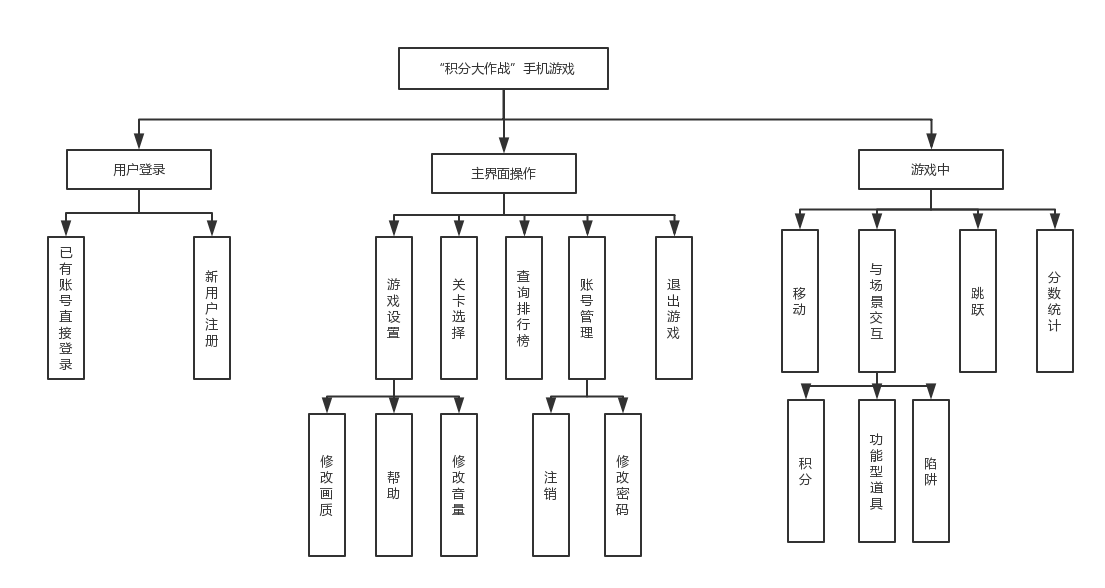 “积分大作战”手机游戏
用户登录
主界面操作
游戏中
已有账号直接登录
新用户注册
游戏设置
关卡选择
查询排行榜
账号管理
退出游戏
移动
与场景交互
跳跃
分数统计
修改画质
帮助
修改音量
注销
修改密码
积分
功能型道具
陷阱